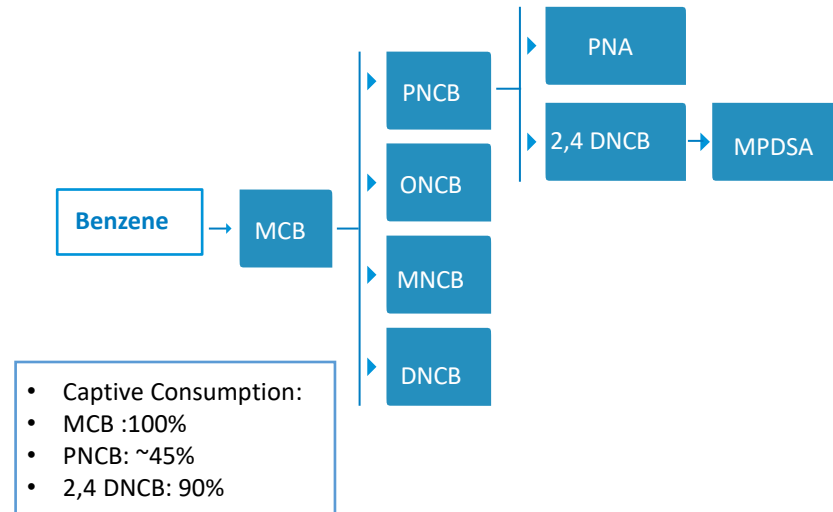 PNA
PNCB
2,4 DNCB
MPDSA
ONCB
Benzene
MCB
MNCB
DNCB
• Captive Consumption:
• MCB :100%
• PNCB: ~45%
• 2,4 DNCB: 90%